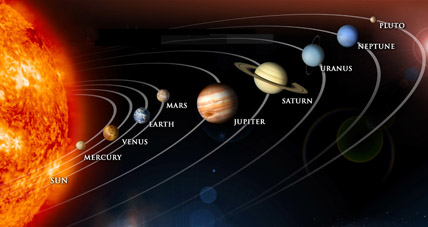 PLUTO
NEPTUNE
URANUS
SATURN
JUPITER
MARS
EARTH
VENUS
MERCURY
SUN